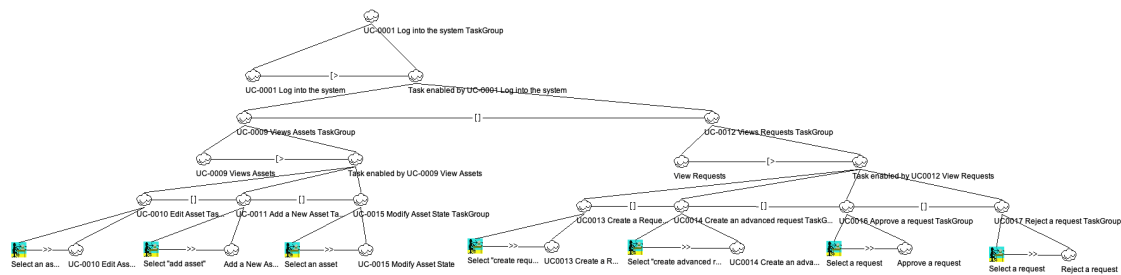 UC-0001 Log into the system TaskGroup
[>
UC-0001 Log into the system
Task enabled by UC-0001 Log into the system
[]
UC-0009 Views Assets TaskGroup
UC-0012 Views Requests TaskGroup
[>
[>
UC-0009 Views Assets
Task enabled by UC-0009 View Assets
View Requests
Task enabled by UC0012 View Requests
[]
[]
[]
[]
[]
UC-0010 Edit Asset Tas...
UC-0011 Add a New Asset Ta...
UC-0015 Modify Asset State TaskGroup
UC0013 Create a Reque...
UC0014 Create an advanced request TaskG...
UC0016 Approve a request TaskGroup
UC0017 Reject a request TaskGroup
>>
>>
>>
>>
>>
>>
>>
Select an as...
UC-0010 Edit Ass...
Select "add asset"
Add a New As...
Select an asset
UC-0015 Modify Asset State
Select "create requ...
UC0013 Create a R...
Select "create advanced r...
UC0014 Create an adva...
Select a request
Approve a request
Select a request
Reject a request